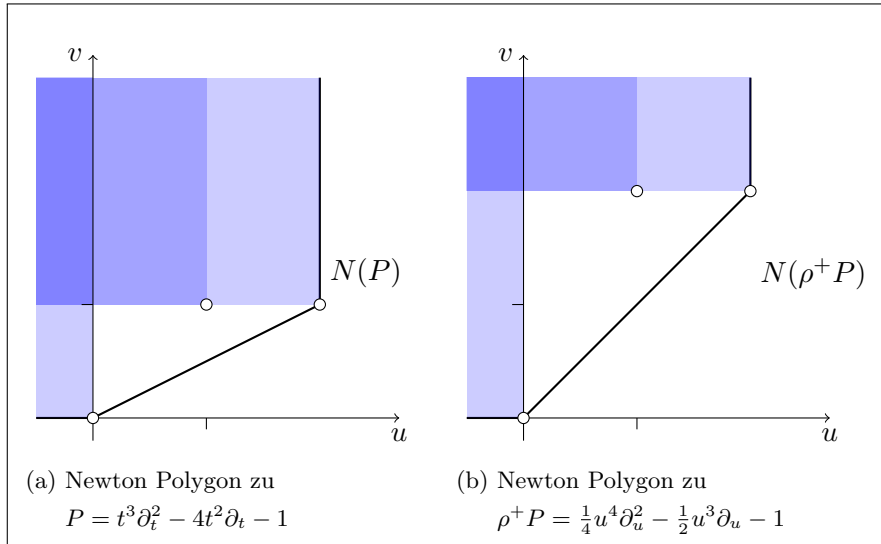 v
u
N(P)
(a) Newton Polygon zu
P = t³∂ₜ² − 4t²∂ₜ − 1
v
u
N(ρ⁺P)
(b) Newton Polygon zu
ρ⁺P = ¼u⁴∂ᵤ² − ½u³∂ᵤ − 1